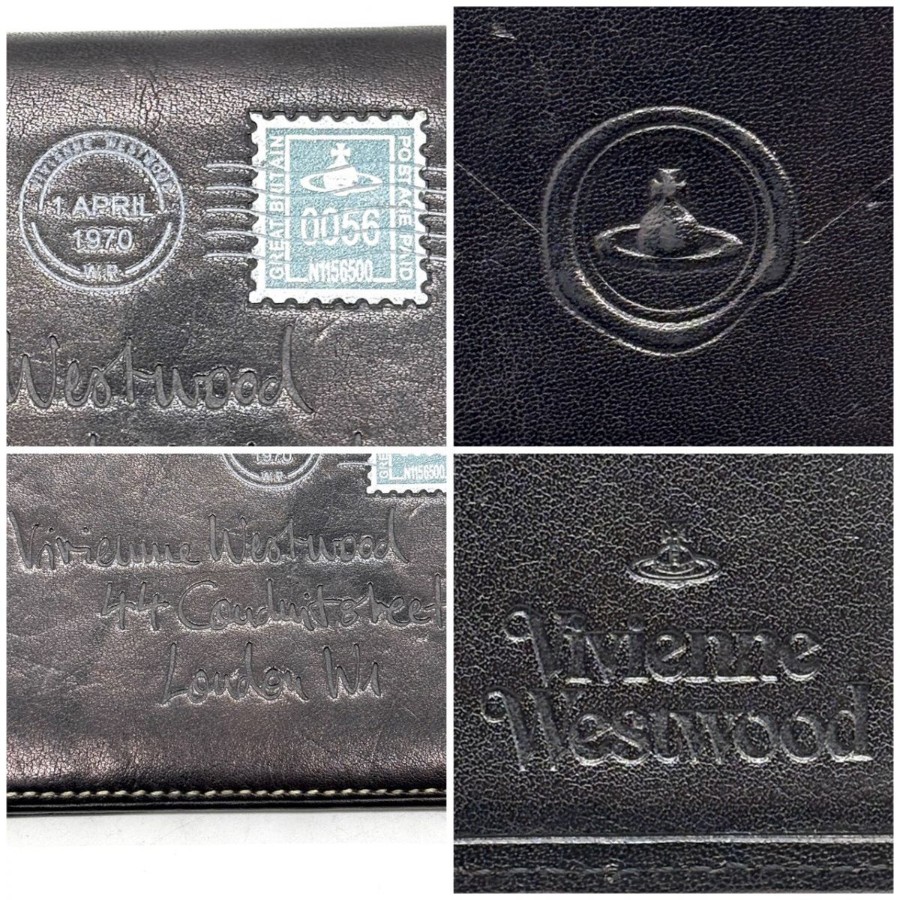 VIVIENNE WESTWOOD
1 APRIL
1970
W.R.
GREAT BRITAIN
POSTAGE PAID
0056
N1156500
Westwood
1970
W.R.
GRE
N1156500
Vivienne Westwood
44 Conduit street
London W1
Vivienne
Westwood